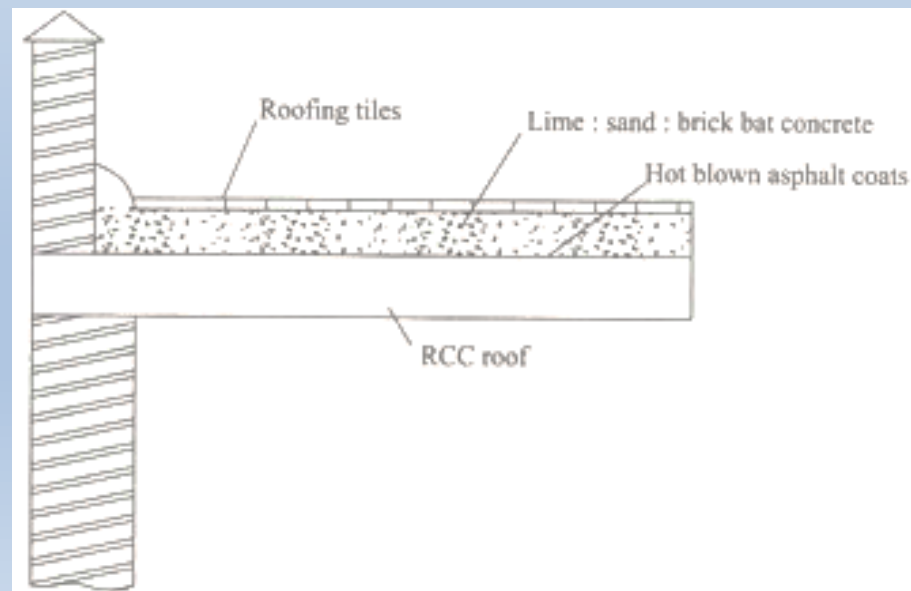 Roofing tiles
Lime : sand : brick bat concrete
Hot blown asphalt coats
RCC roof